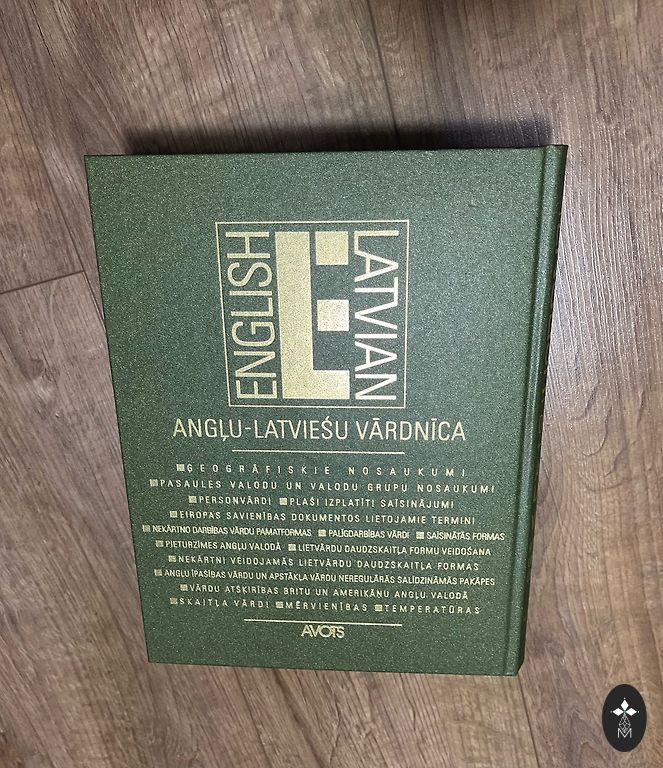 ENGLISH
LATVIAN
E
ANGĻU-LATVIEŠU VĀRDNĪCA
ĢEOGRĀFISKIE NOSAUKUMI
PASAULES VALODU UN VALODU GRUPU NOSAUKUMI
PERSONVĀRDI ■ PLAŠI IZPLATĪTI SAĪSINĀJUMI
EIROPAS SAVIENĪBAS DOKUMENTOS LIETOJAMIE TERMINI
NEKĀRTNO DARBĪBAS VĀRDU PAMATFORMAS ■ PALĪGDARBĪBAS VĀRDI ■ SAĪSINĀTĀS FORMAS
PIETURZĪMES ANGĻU VALODĀ ■ LIETVĀRDU DAUDZSKAITĻA FORMU VEIDOŠANA
NEKĀRTNI VEIDOJAMĀS LIETVĀRDU DAUDZSKAITĻA FORMAS
ANGĻU ĪPAŠĪBAS VĀRDU UN APSTĀKĻA VĀRDU NEREGULĀRĀS SALĪDZINĀMĀS PAKĀPES
VĀRDU ATŠĶIRĪBAS BRITU UN AMERIKĀŅU ANGĻU VALODĀ
SKAITĻA VĀRDI ■ MĒRVIENĪBAS ■ TEMPERATŪRAS
AVOTS
M